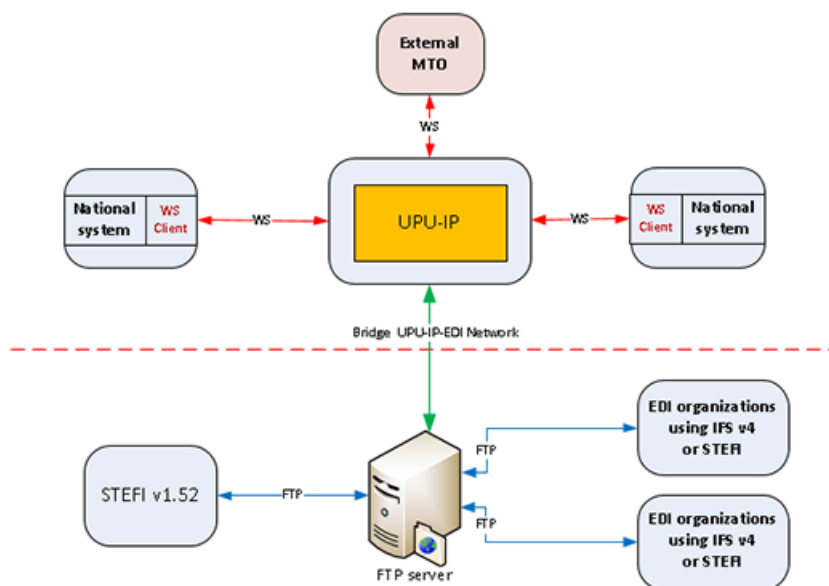 External
MTO
WS
National
system
WS
Client
WS
UPU-IP
WS
WS
Client
National
system
Bridge UPU-IP-EDI Network
EDI organizations
using IFS v4
or STEFI
FTP
STEFI v1.52
FTP
FTP
EDI organizations
using IFS v4
or STEFI
FTP server